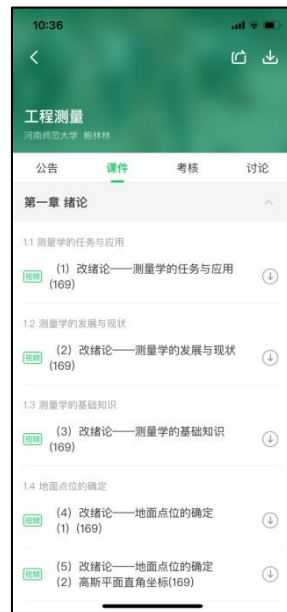 10:36
工程测量
河南师范大学 鲍林林
公告 课件 考核 讨论
第一章 绪论
1.1 测量学的任务与应用
视频 (1) 改绪论——测量学的任务与应用
(169)
1.2 测量学的发展与现状
视频 (2) 改绪论——测量学的发展与现状
(169)
1.3 测量学的基础知识
视频 (3) 改绪论——测量学的基础知识
(169)
1.4 地面点位的确定
视频 (4) 改绪论——地面点位的确定
(1) (169)
视频 (5) 改绪论——地面点位的确定
(2) 高斯平面直角坐标(169)